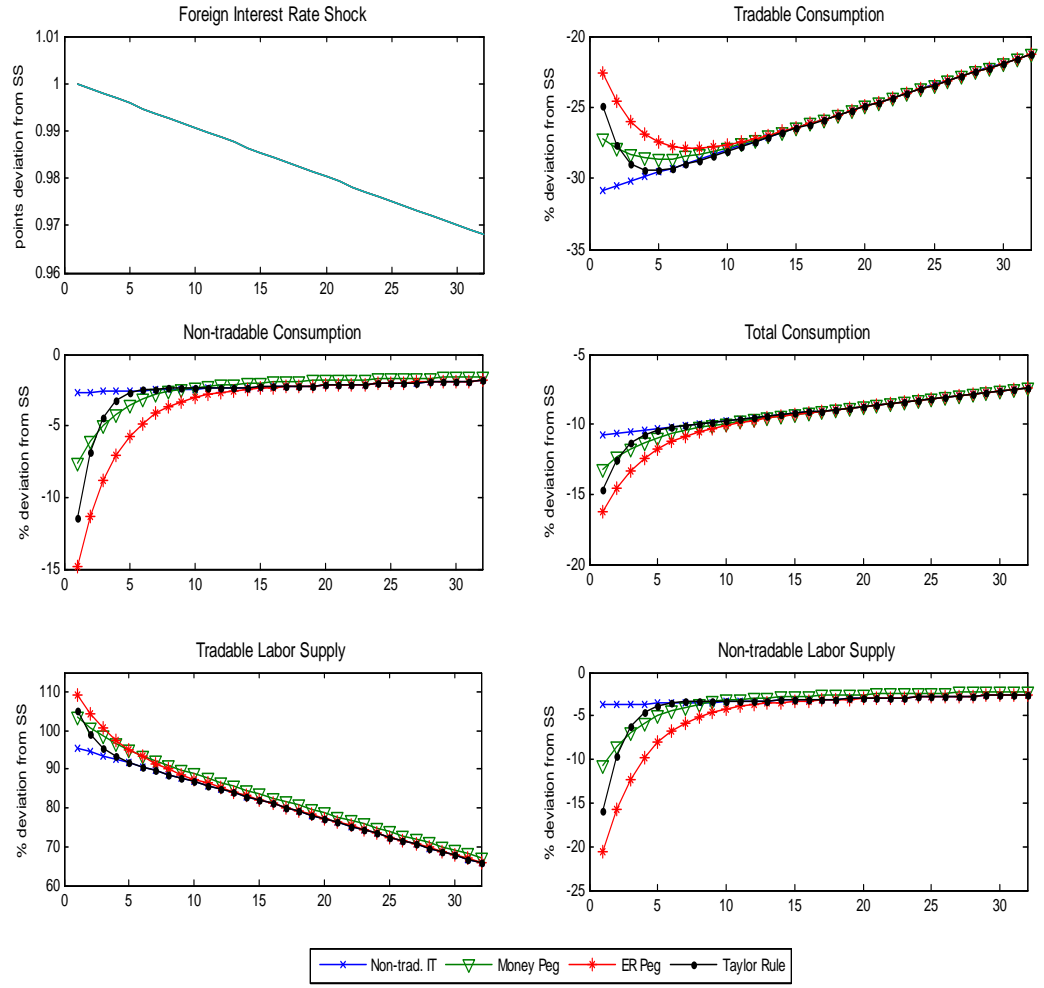 Foreign Interest Rate Shock
points deviation from SS
1.01
1
0.99
0.98
0.97
0.96
0 5 10 15 20 25 30
Tradable Consumption
% deviation from SS
-20
-25
-30
-35
0 5 10 15 20 25 30
Non-tradable Consumption
% deviation from SS
0
-5
-10
-15
0 5 10 15 20 25 30
Total Consumption
% deviation from SS
-5
-10
-15
-20
0 5 10 15 20 25 30
Tradable Labor Supply
% deviation from SS
110
100
90
80
70
60
0 5 10 15 20 25 30
Non-tradable Labor Supply
% deviation from SS
0
-5
-10
-15
-20
-25
0 5 10 15 20 25 30
Non-trad. IT Money Peg ER Peg Taylor Rule